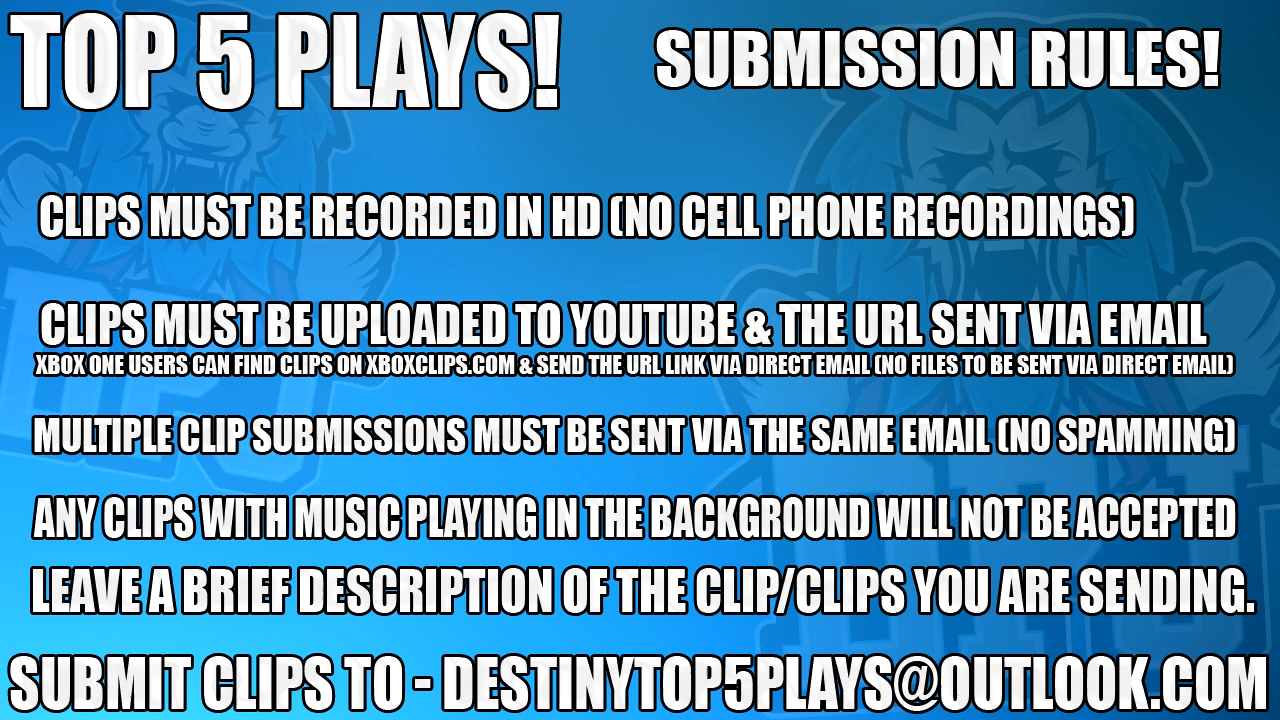 TOP 5 PLAYS!
SUBMISSION RULES!
CLIPS MUST BE RECORDED IN HD (NO CELL PHONE RECORDINGS)
CLIPS MUST BE UPLOADED TO YOUTUBE & THE URL SENT VIA EMAIL
XBOX ONE USERS CAN FIND CLIPS ON XBOXCLIPS.COM & SEND THE URL LINK VIA DIRECT EMAIL (NO FILES TO BE SENT VIA DIRECT EMAIL)
MULTIPLE CLIP SUBMISSIONS MUST BE SENT VIA THE SAME EMAIL (NO SPAMMING)
ANY CLIPS WITH MUSIC PLAYING IN THE BACKGROUND WILL NOT BE ACCEPTED
LEAVE A BRIEF DESCRIPTION OF THE CLIP/CLIPS YOU ARE SENDING.
SUBMIT CLIPS TO - DESTINYTOP5PLAYS@OUTLOOK.COM